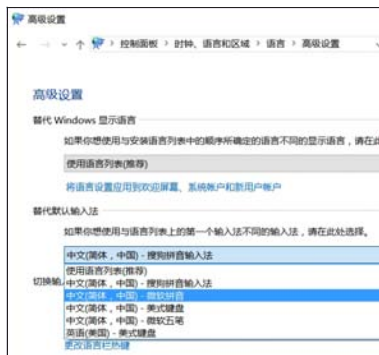 高级设置
控制面板 › 时钟、语言和区域 › 语言 › 高级设置
高级设置
替代 Windows 显示语言
如果你想使用与安装语言列表中的顺序所确定的语言不同的显示语言，请在此
使用语言列表(推荐)
将语言设置应用到欢迎屏幕、系统帐户和新用户帐户
替代默认输入法
如果你想使用与语言列表上的第一个输入法不同的输入法，请在此处选择。
中文(简体，中国) - 搜狗拼音输入法
使用语言列表(推荐)
切换输 中文(简体，中国) - 搜狗拼音输入法
中文(简体，中国) - 微软拼音
中文(简体，中国) - 美式键盘
中文(简体，中国) - 微软五笔
英语(美国) - 美式键盘
更改语言栏热键